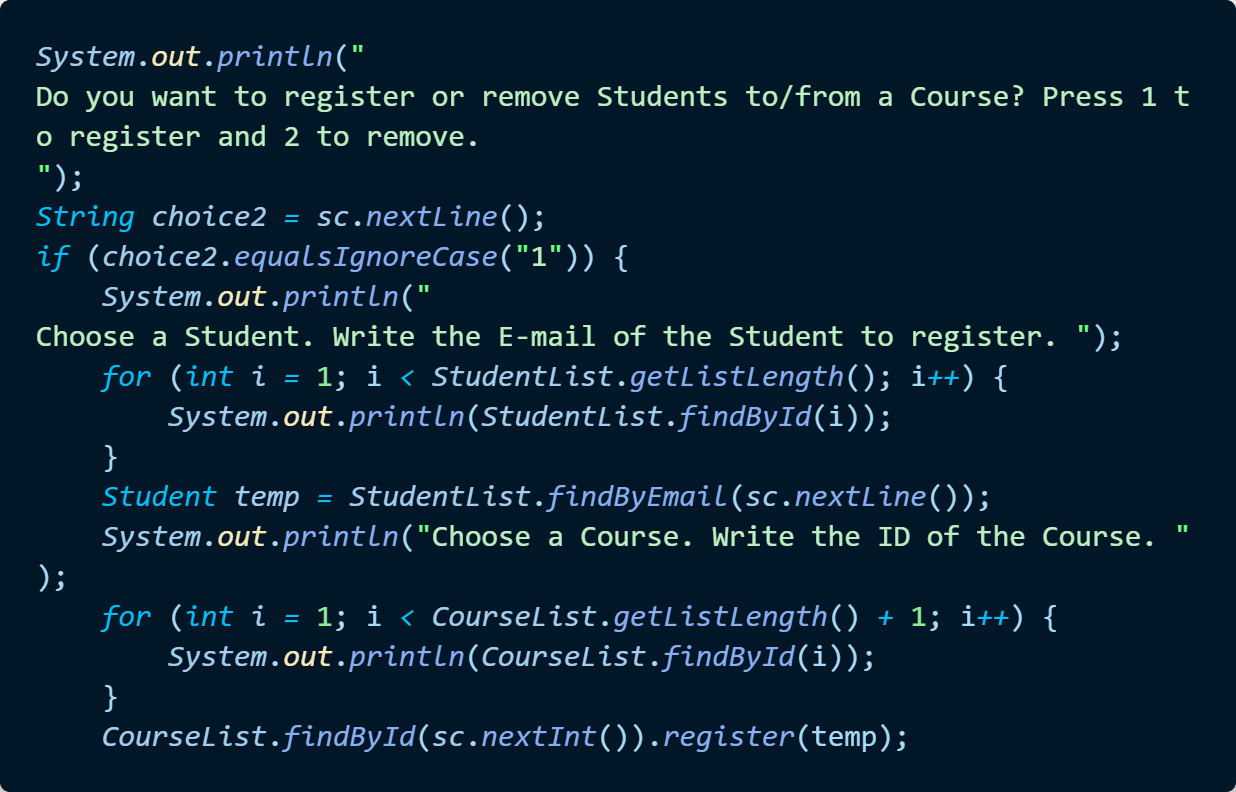 System.out.println("
Do you want to register or remove Students to/from a Course? Press 1 t
o register and 2 to remove.
");
String choice2 = sc.nextLine();
if (choice2.equalsIgnoreCase("1")) {
    System.out.println("
Choose a Student. Write the E-mail of the Student to register. ");
    for (int i = 1; i < StudentList.getListLength(); i++) {
        System.out.println(StudentList.findById(i));
    }
    Student temp = StudentList.findByEmail(sc.nextLine());
    System.out.println("Choose a Course. Write the ID of the Course. "
);
    for (int i = 1; i < CourseList.getListLength() + 1; i++) {
        System.out.println(CourseList.findById(i));
    }
    CourseList.findById(sc.nextInt()).register(temp);